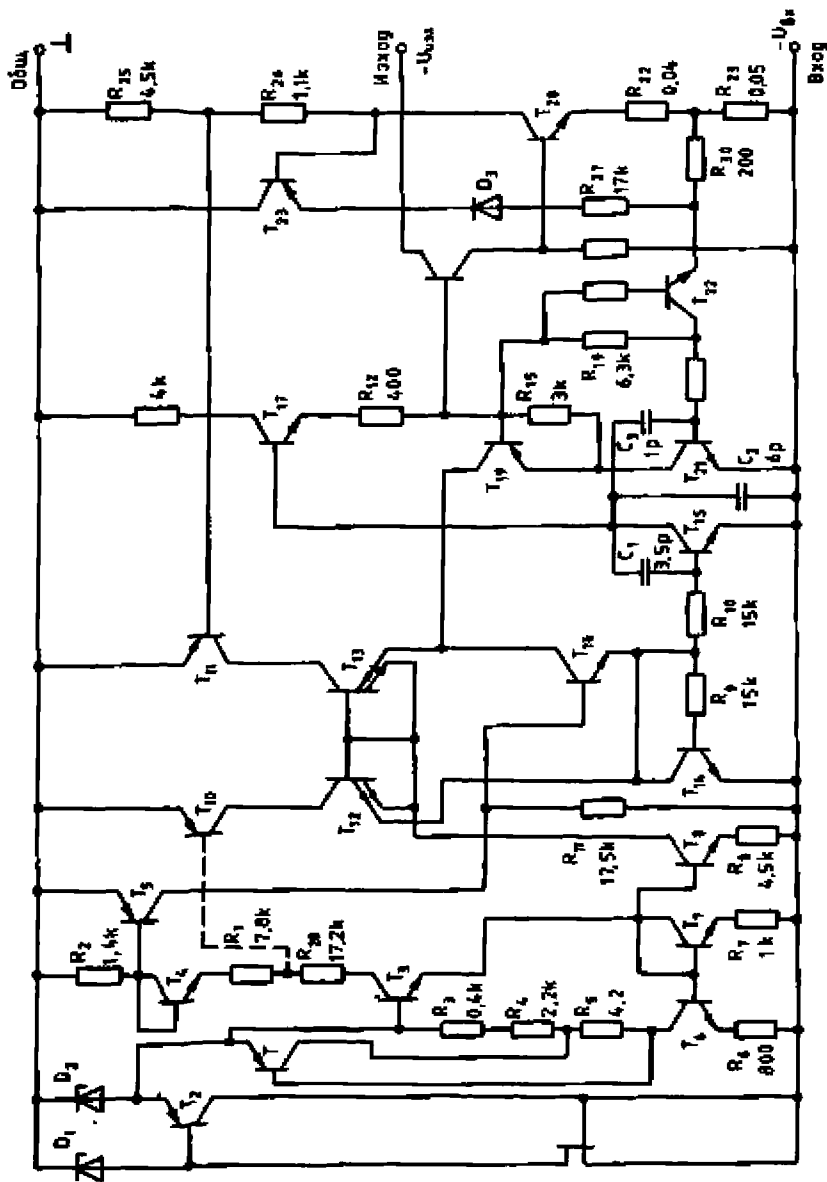 Общ. ⊥
R25
4,5k
R26
1,1k
T23
Изход
-Uизх
T20
R22
0,04
R23
0,05
-Uвх
Вход
D3
R21
17k
R30
200
T22
R19
6,3k
4k
T17
R12
400
R15
3k
T19
C3
1p
T21
C2
6p
T15
C1
3,5p
R10
15k
T11
T13
T14
R9
15k
T16
T10
T12
R11
17,5k
T8
R8
4,5k
T5
R2
1,4k
T4
R1
7,8k
R20
17,2k
T3
R3
0,4k
R4
2,2k
R5
4,2
T
T6
R6
800
R7
1k
D2
T2
D1